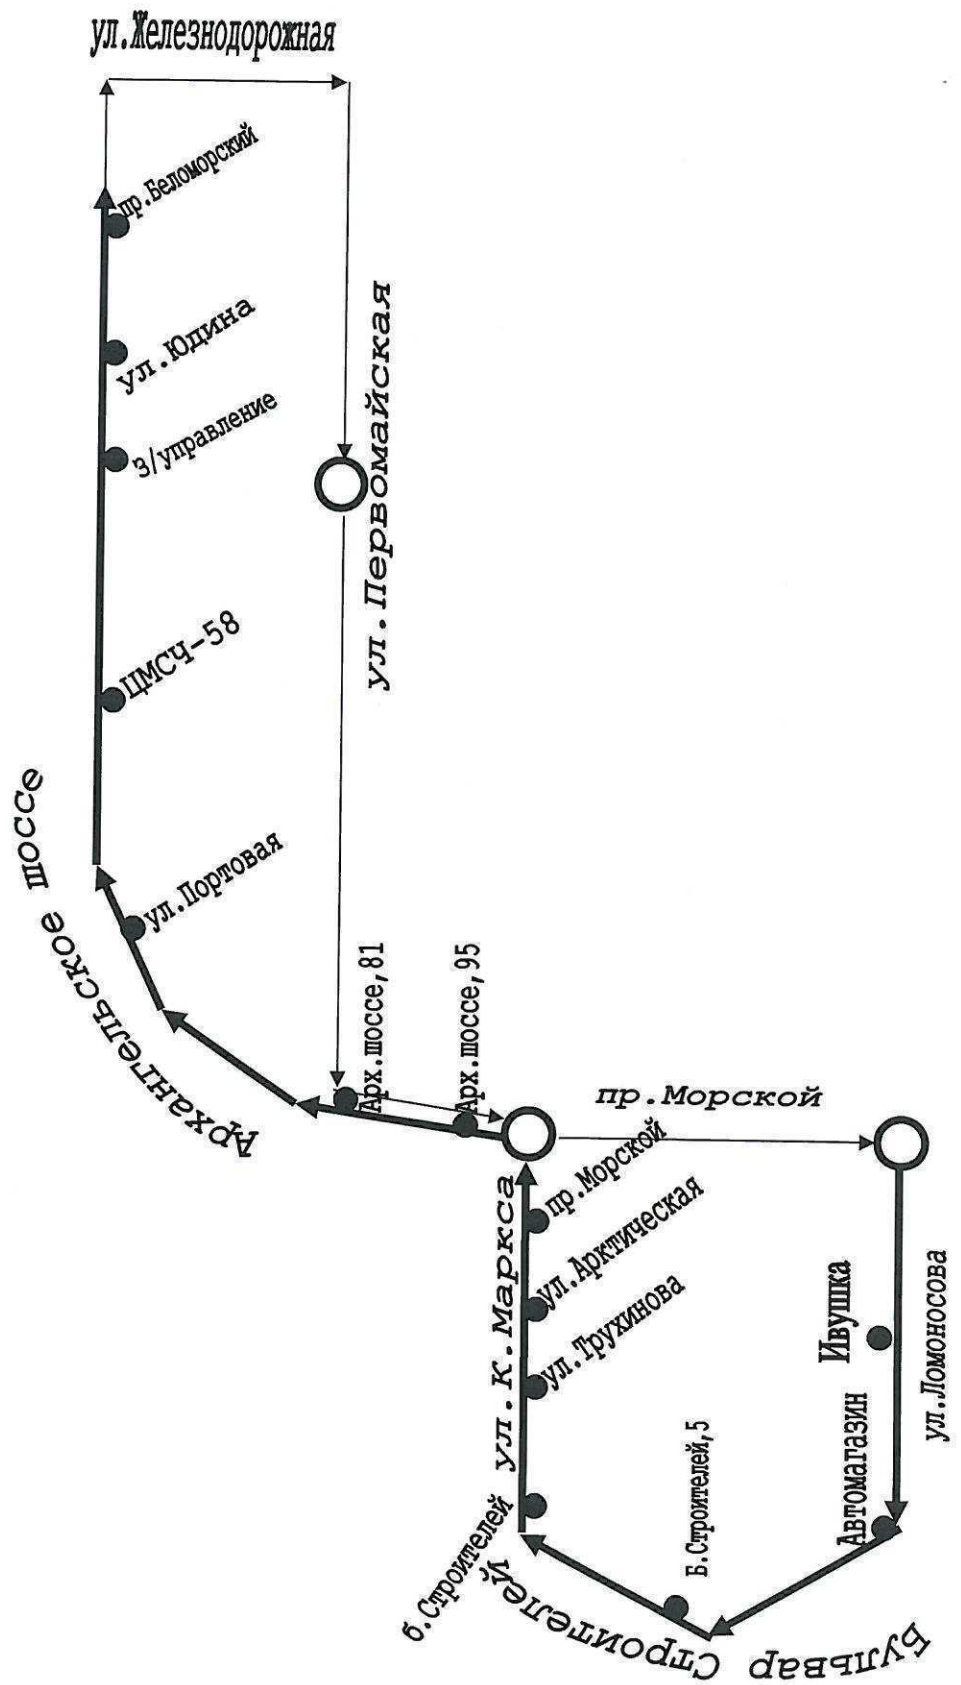 ул.Железнодорожная
пр.Беломорский
ул.Юдина
З/управление
ул.Первомайская
ЦМСЧ-58
Архангельское шоссе
ул.Портовая
Арх.шоссе,81
Арх.шоссе,95
пр.Морской
пр.Морской
ул.К.Маркса
ул.Арктическая
ул.Трухинова
Ивушка
ул.Ломоносова
Автомагазин
Б.Строителей,5
б.Строителей
Бульвар Строителей